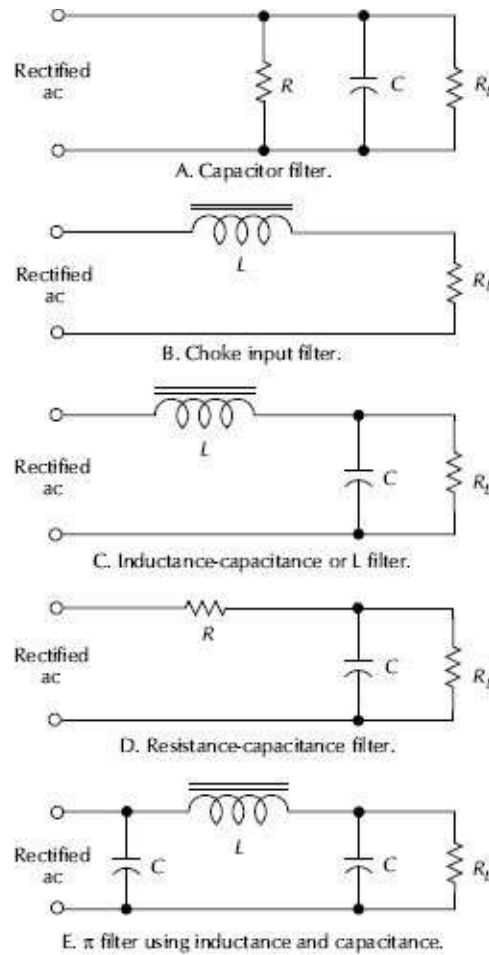 Rectified
ac
R
C
R
A. Capacitor filter.
L
Rectified
ac
R
B. Choke input filter.
L
Rectified
ac
C
R
C. Inductance-capacitance or L filter.
R
Rectified
ac
C
R
D. Resistance-capacitance filter.
L
Rectified
ac
C
C
R
E. π filter using inductance and capacitance.